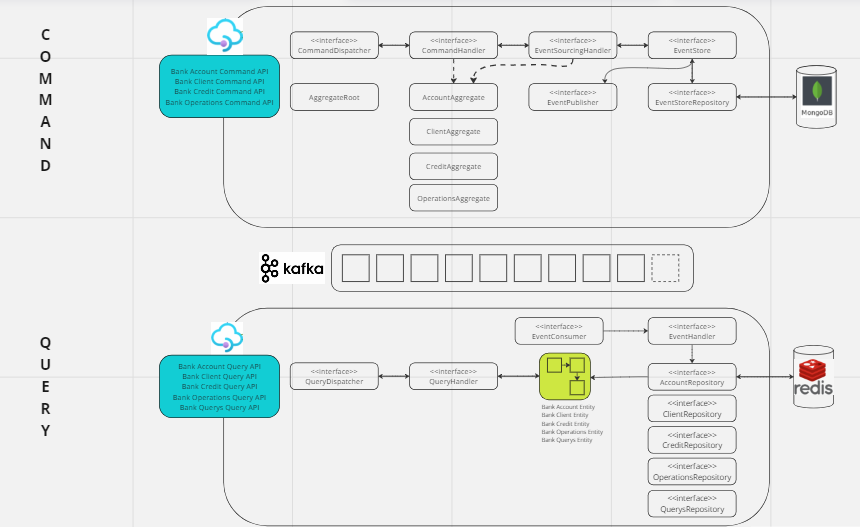 COMMAND
Bank Account Command API
Bank Client Command API
Bank Credit Command API
Bank Operations Command API
<<interface>>
CommandDispatcher
<<interface>>
CommandHandler
<<interface>>
EventSourcingHandler
<<interface>>
EventStore
AggregateRoot
AccountAggregate
<<interface>>
EventPublisher
<<interface>>
EventStoreRepository
MongoDB
ClientAggregate
CreditAggregate
OperationsAggregate
kafka
QUERY
Bank Account Query API
Bank Client Query API
Bank Credit Query API
Bank Operations Query API
Bank Querys Query API
<<interface>>
QueryDispatcher
<<interface>>
QueryHandler
<<interface>>
EventConsumer
<<interface>>
EventHandler
Bank Account Entity
Bank Client Entity
Bank Credit Entity
Bank Operations Entity
Bank Querys Entity
<<interface>>
AccountRepository
<<interface>>
ClientRepository
<<interface>>
CreditRepository
<<interface>>
OperationsRepository
<<interface>>
QuerysRepository
redis